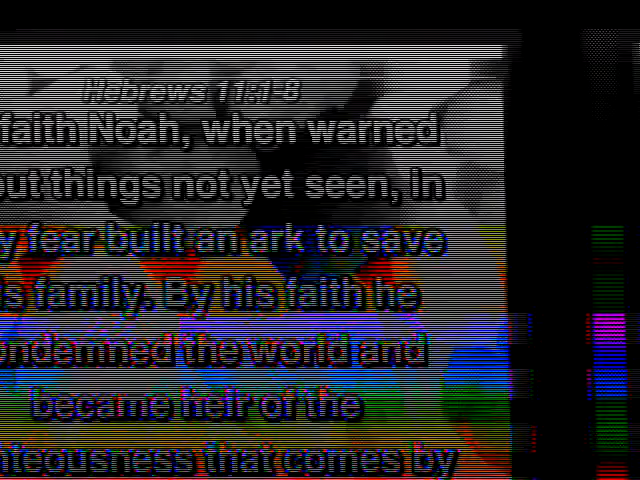 Hebrews 11:1-8
faith Noah, when warned
out things not yet seen, in
y fear built an ark to save
is family. By his faith he
ondemned the world and
became heir of the
hteousness that comes by